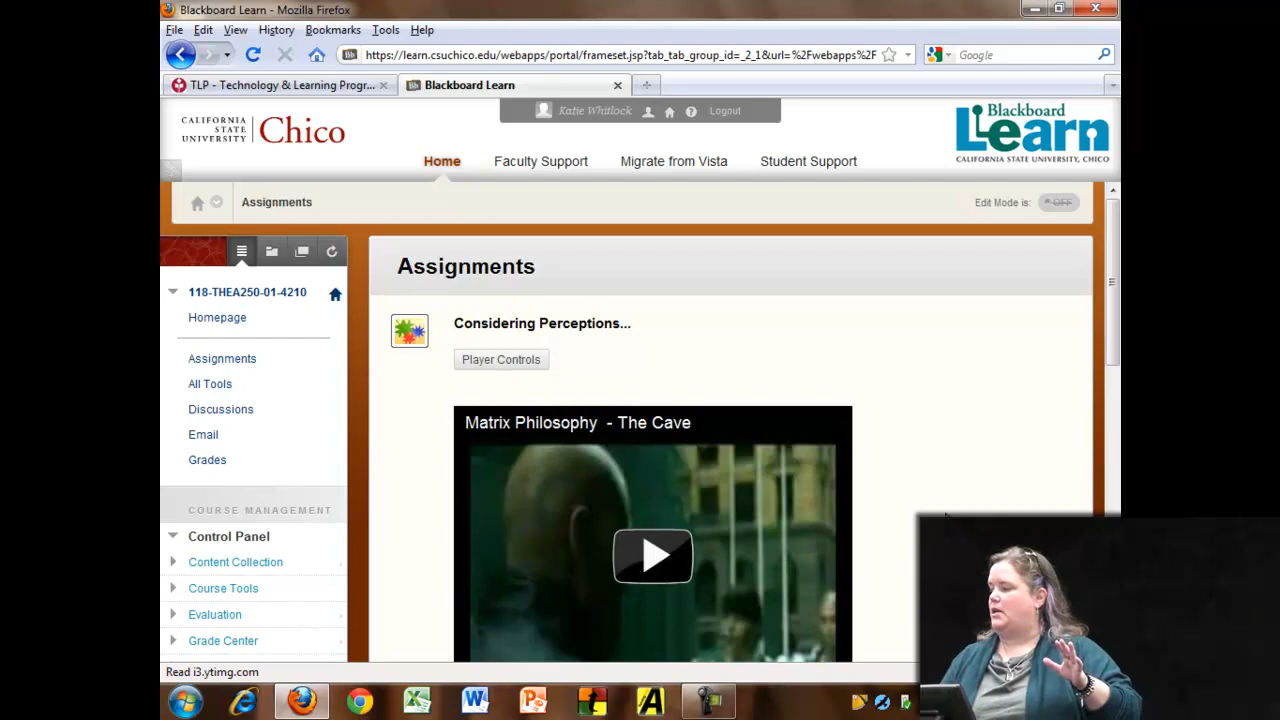 Blackboard Learn - Mozilla Firefox
File Edit View History Bookmarks Tools Help
https://learn.csuchico.edu/webapps/portal/frameset.jsp?tab_tab_group_id=_2_1&url=%2Fwebapps%2F
Google
TLP - Technology & Learning Progr...
Blackboard Learn
Katie Whitlock
Logout
CALIFORNIA
STATE
UNIVERSITY
Chico
Blackboard
Learn
CALIFORNIA STATE UNIVERSITY, CHICO
Home Faculty Support Migrate from Vista Student Support
Assignments
Edit Mode is: OFF
118-THEA250-01-4210
Homepage
Assignments
All Tools
Discussions
Email
Grades
COURSE MANAGEMENT
Control Panel
Content Collection
Course Tools
Evaluation
Grade Center
Assignments
Considering Perceptions...
Player Controls
Matrix Philosophy - The Cave
Read i3.ytimg.com